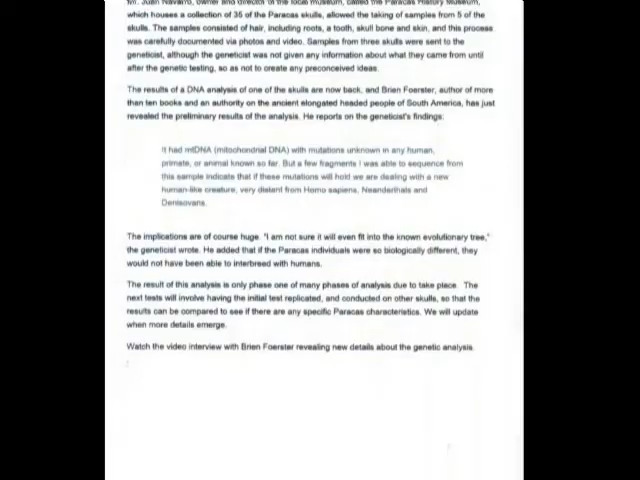 Mr. Juan Navarro, owner and director of the local museum, called the Paracas History Museum,
which houses a collection of 35 of the Paracas skulls, allowed the taking of samples from 5 of the
skulls. The samples consisted of hair, including roots, a tooth, skull bone and skin, and this process
was carefully documented via photos and video. Samples from three skulls were sent to the
geneticist, although the geneticist was not given any information about what they came from until
after the genetic testing, so as not to create any preconceived ideas.
The results of a DNA analysis of one of the skulls are now back, and Brien Foerster, author of more
than ten books and an authority on the ancient elongated headed people of South America, has just
revealed the preliminary results of the analysis. He reports on the geneticist's findings:
It had mtDNA (mitochondrial DNA) with mutations unknown in any human,
primate, or animal known so far. But a few fragments I was able to sequence from
this sample indicate that if these mutations will hold we are dealing with a new
human-like creature, very distant from Homo sapiens, Neanderthals and
Denisovans.
The implications are of course huge. "I am not sure it will even fit into the known evolutionary tree,"
the geneticist wrote. He added that if the Paracas individuals were so biologically different, they
would not have been able to interbreed with humans.
The result of this analysis is only phase one of many phases of analysis due to take place. The
next tests will involve having the initial test replicated, and conducted on other skulls, so that the
results can be compared to see if there are any specific Paracas characteristics. We will update
when more details emerge.
Watch the video interview with Brien Foerster revealing new details about the genetic analysis.